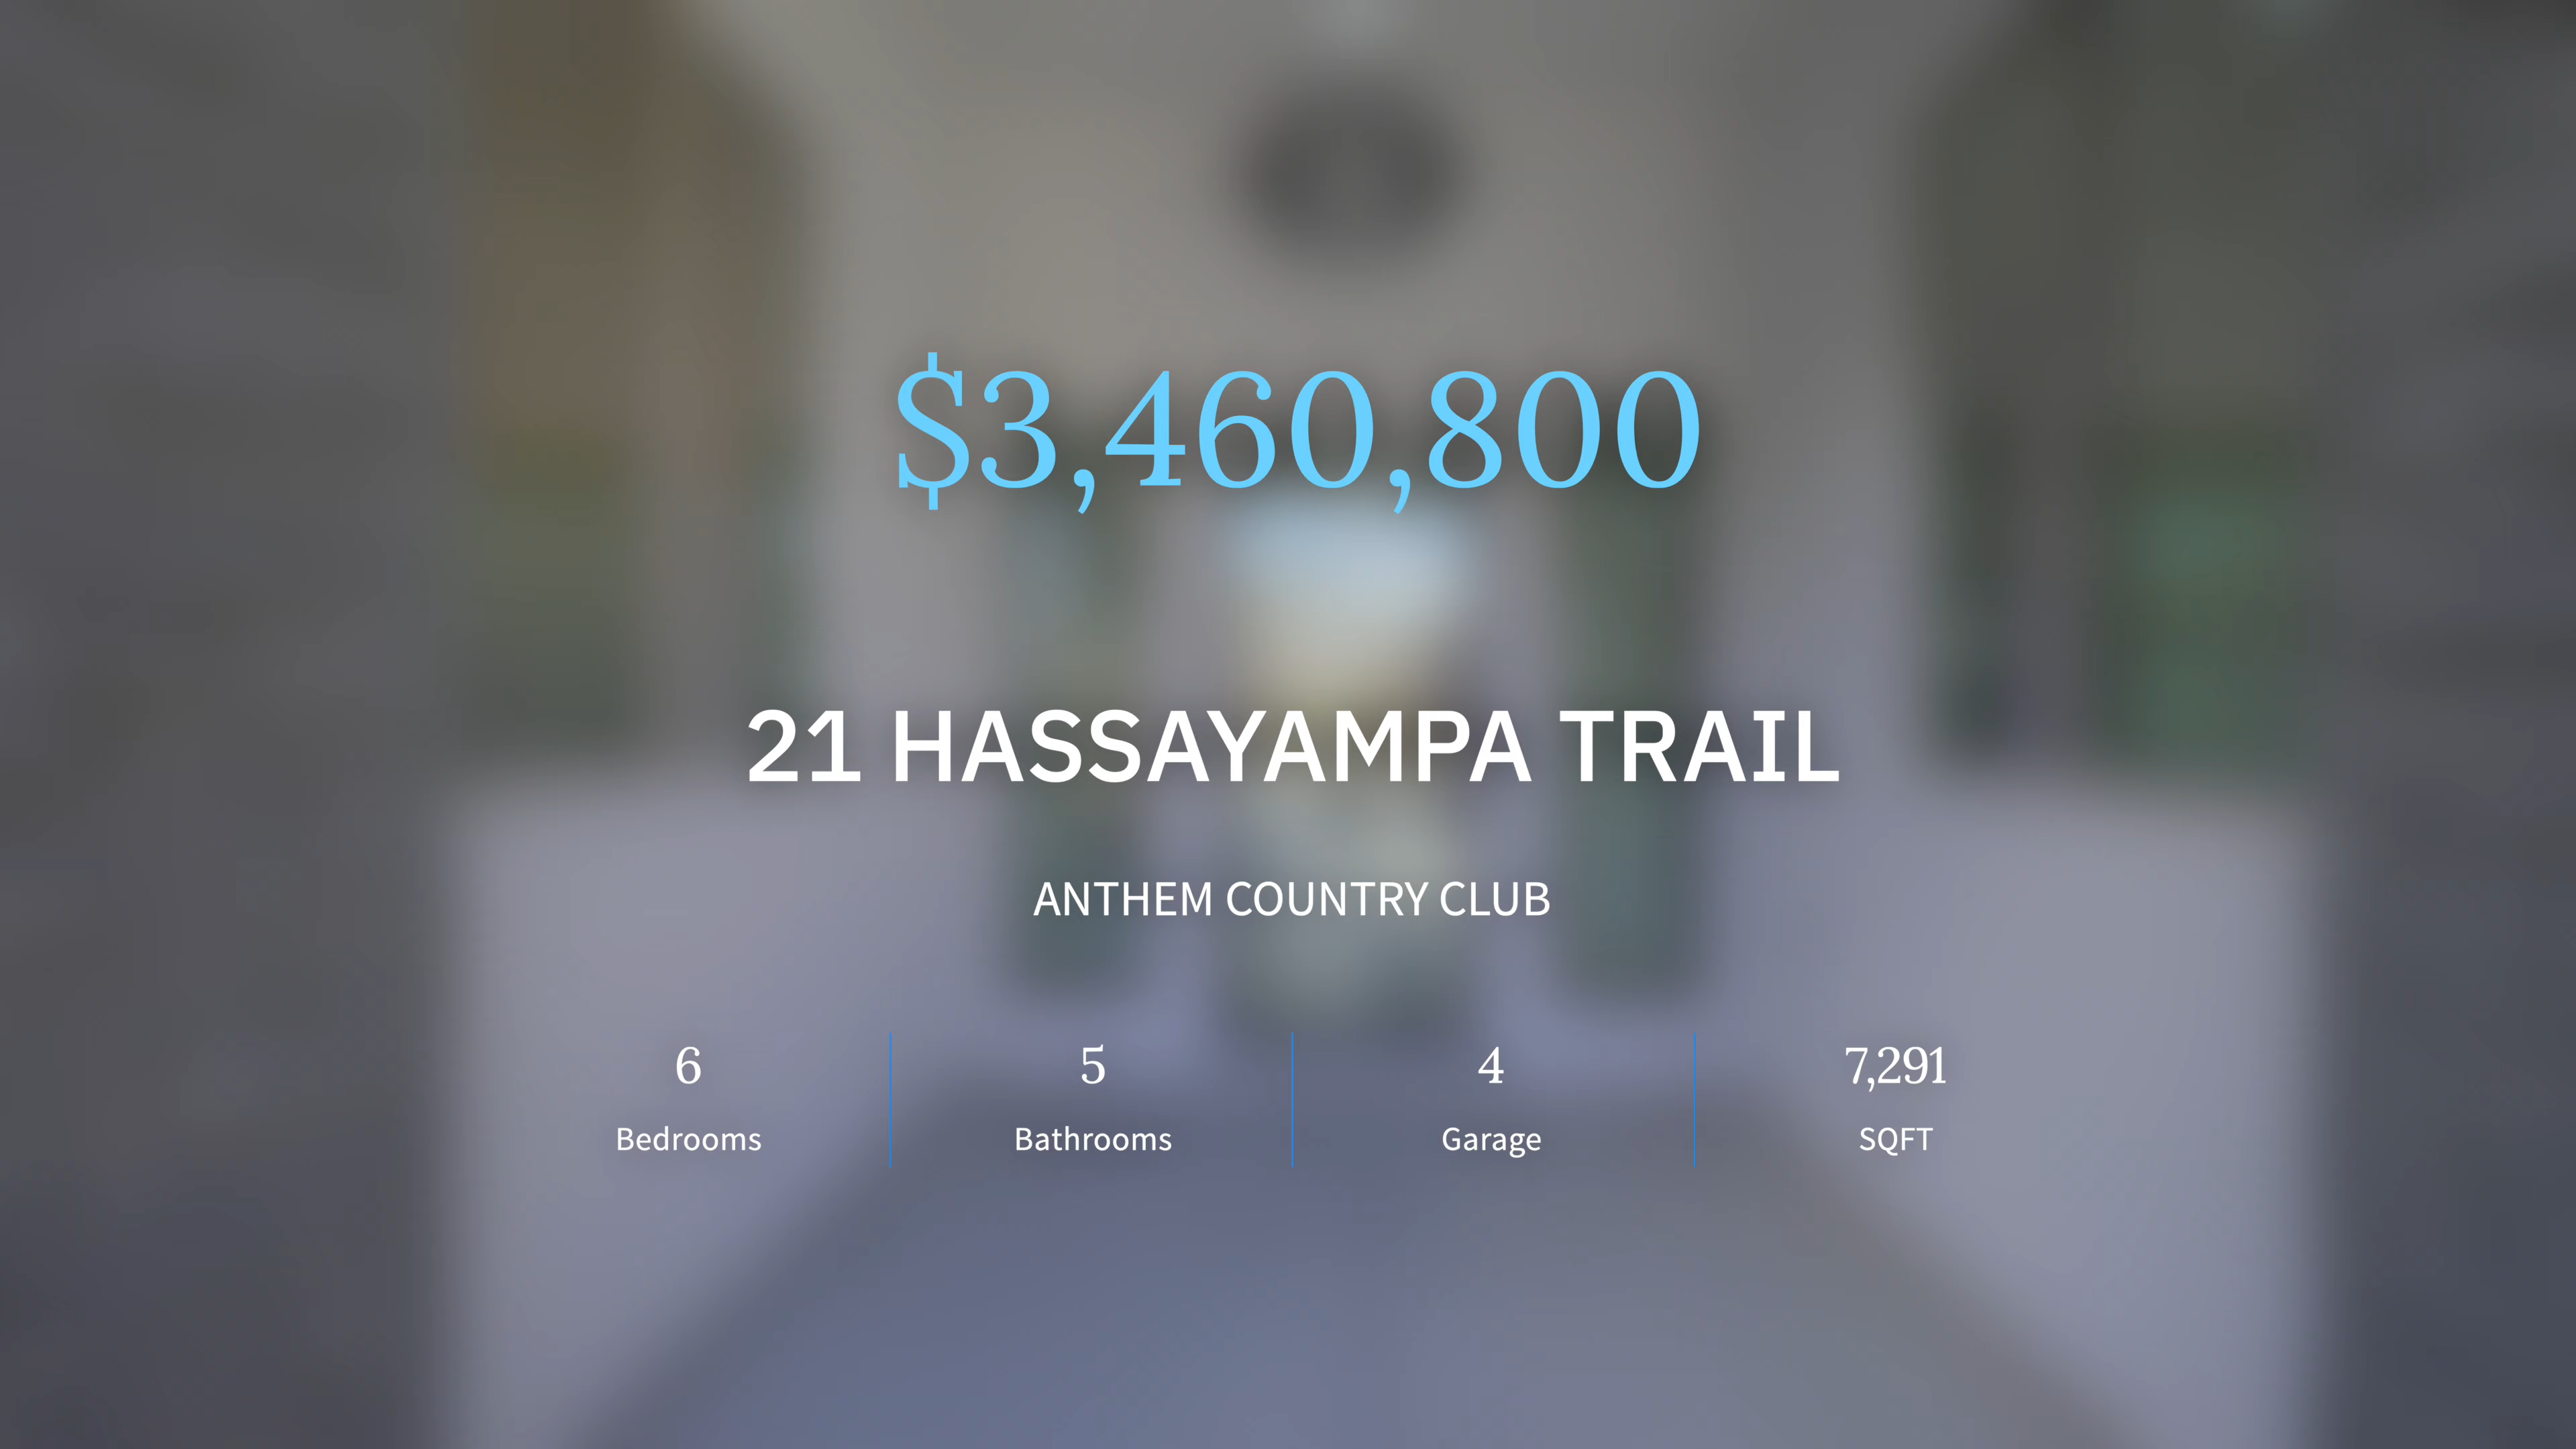 $3,460,800
21 HASSAYAMPA TRAIL
ANTHEM COUNTRY CLUB
6 5 4 7,291
Bedrooms Bathrooms Garage SQFT